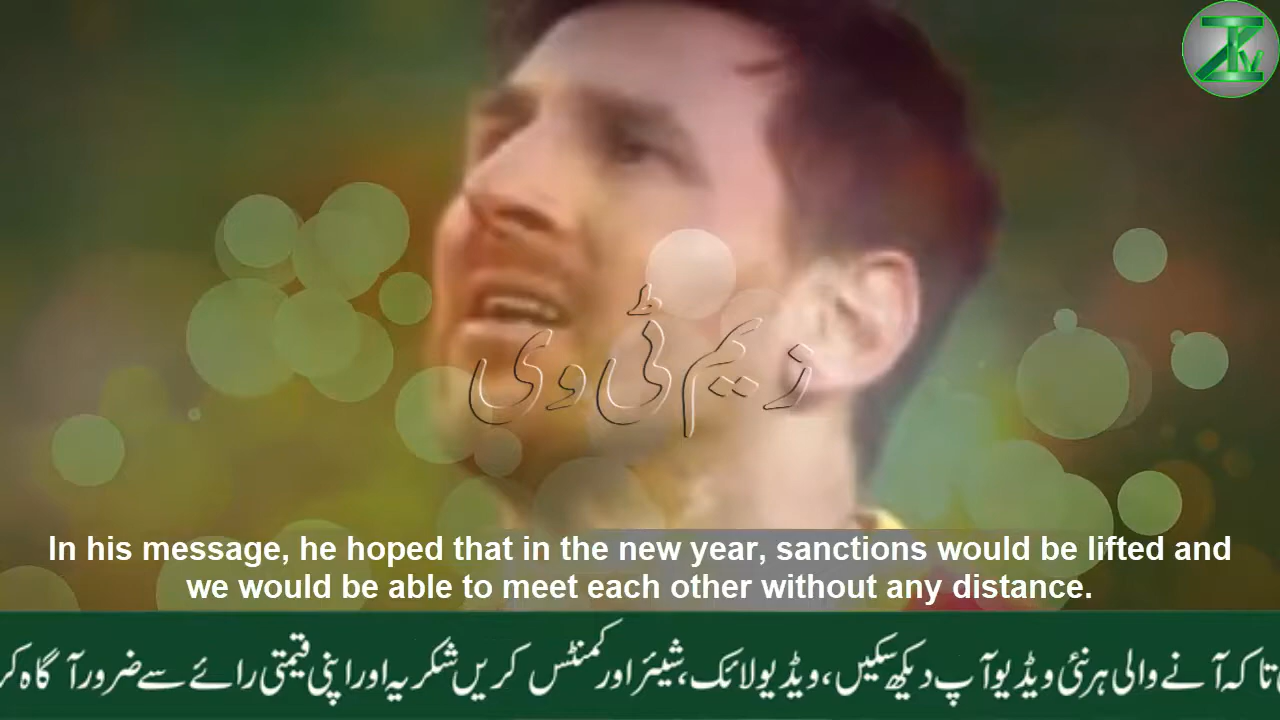 زیم ٹی وی
In his message, he hoped that in the new year, sanctions would be lifted and
we would be able to meet each other without any distance.
تا کہ آنے والی ہر نئی ویڈیو آپ دیکھ سکیں، ویڈیو لائک، شیئر اور کمنٹس کریں شکریہ اور اپنی قیمتی رائے سے ضرور آگاہ